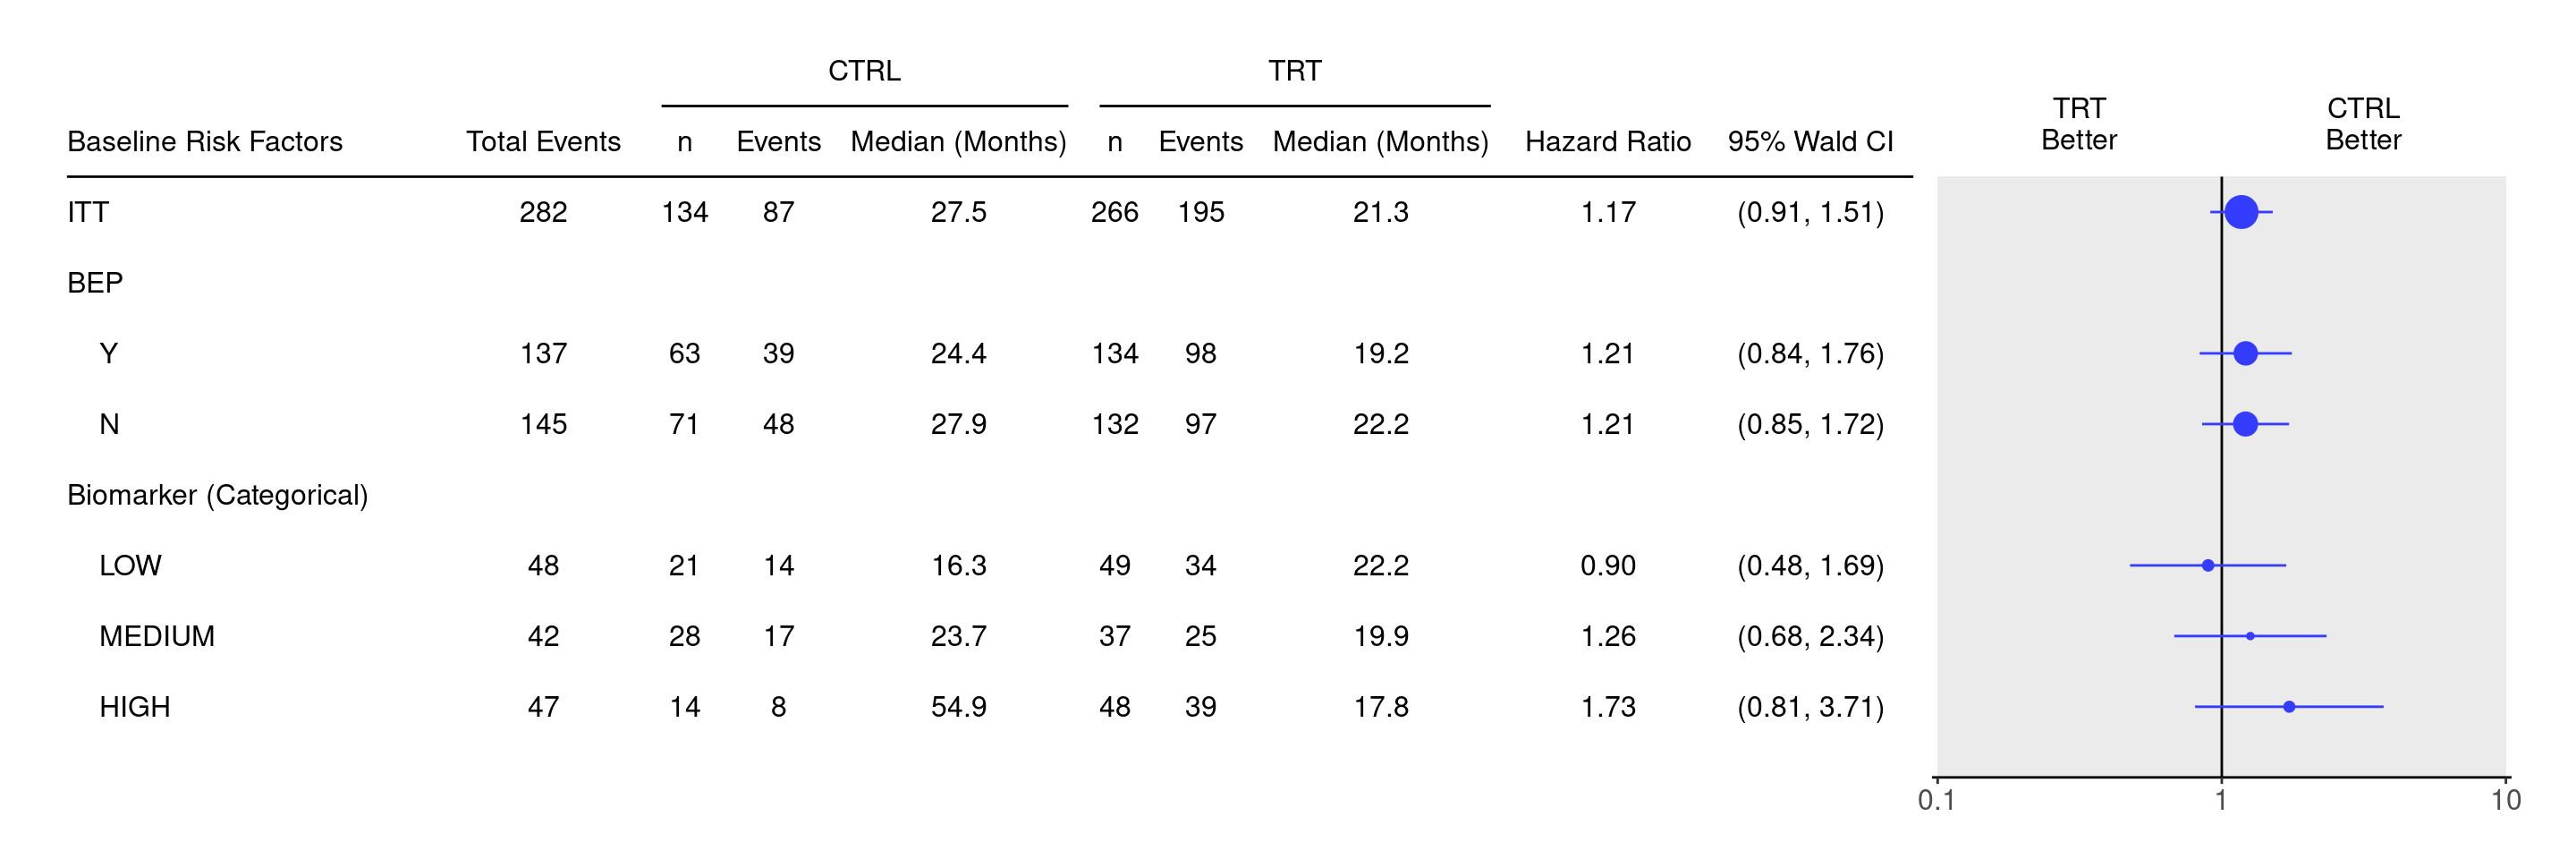 CTRL TRT
TRT CTRL
Baseline Risk Factors Total Events n Events Median (Months) n Events Median (Months) Hazard Ratio 95% Wald CI Better Better
ITT 282 134 87 27.5 266 195 21.3 1.17 (0.91, 1.51)
BEP
Y 137 63 39 24.4 134 98 19.2 1.21 (0.84, 1.76)
N 145 71 48 27.9 132 97 22.2 1.21 (0.85, 1.72)
Biomarker (Categorical)
LOW 48 21 14 16.3 49 34 22.2 0.90 (0.48, 1.69)
MEDIUM 42 28 17 23.7 37 25 19.9 1.26 (0.68, 2.34)
HIGH 47 14 8 54.9 48 39 17.8 1.73 (0.81, 3.71)
0.1 1 10